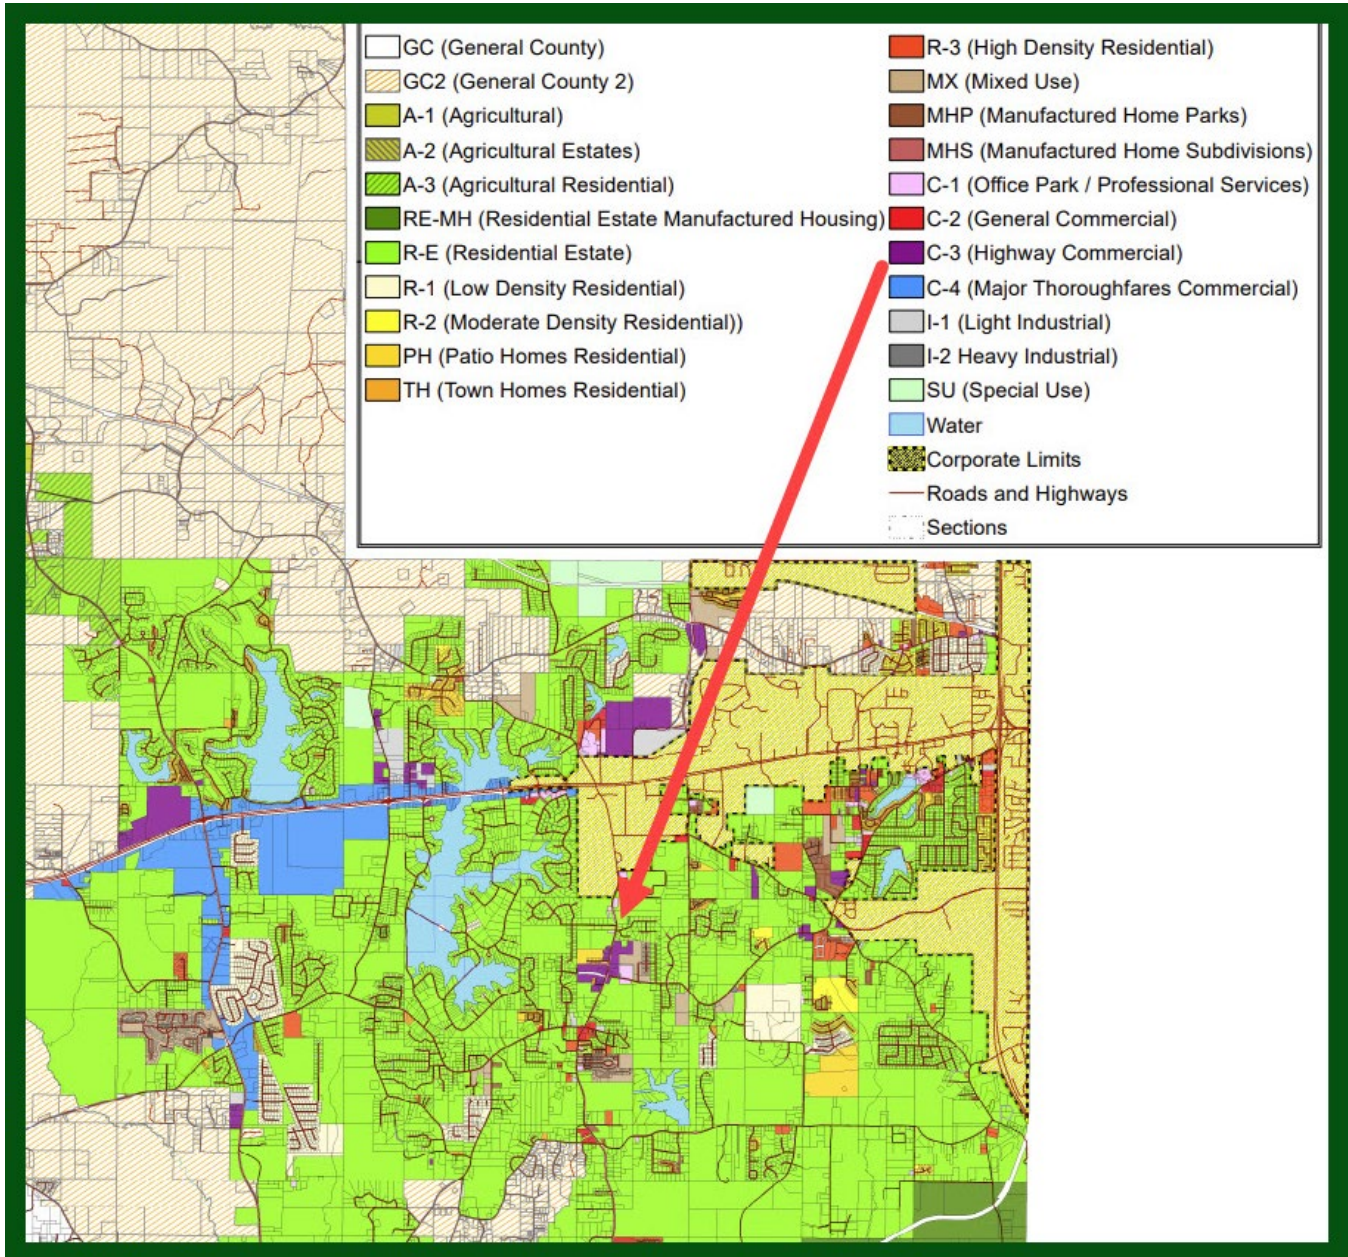 GC (General County)
GC2 (General County 2)
A-1 (Agricultural)
A-2 (Agricultural Estates)
A-3 (Agricultural Residential)
RE-MH (Residential Estate Manufactured Housing)
R-E (Residential Estate)
R-1 (Low Density Residential)
R-2 (Moderate Density Residential))
PH (Patio Homes Residential)
TH (Town Homes Residential)
R-3 (High Density Residential)
MX (Mixed Use)
MHP (Manufactured Home Parks)
MHS (Manufactured Home Subdivisions)
C-1 (Office Park / Professional Services)
C-2 (General Commercial)
C-3 (Highway Commercial)
C-4 (Major Thoroughfares Commercial)
I-1 (Light Industrial)
I-2 Heavy Industrial)
SU (Special Use)
Water
Corporate Limits
Roads and Highways
Sections